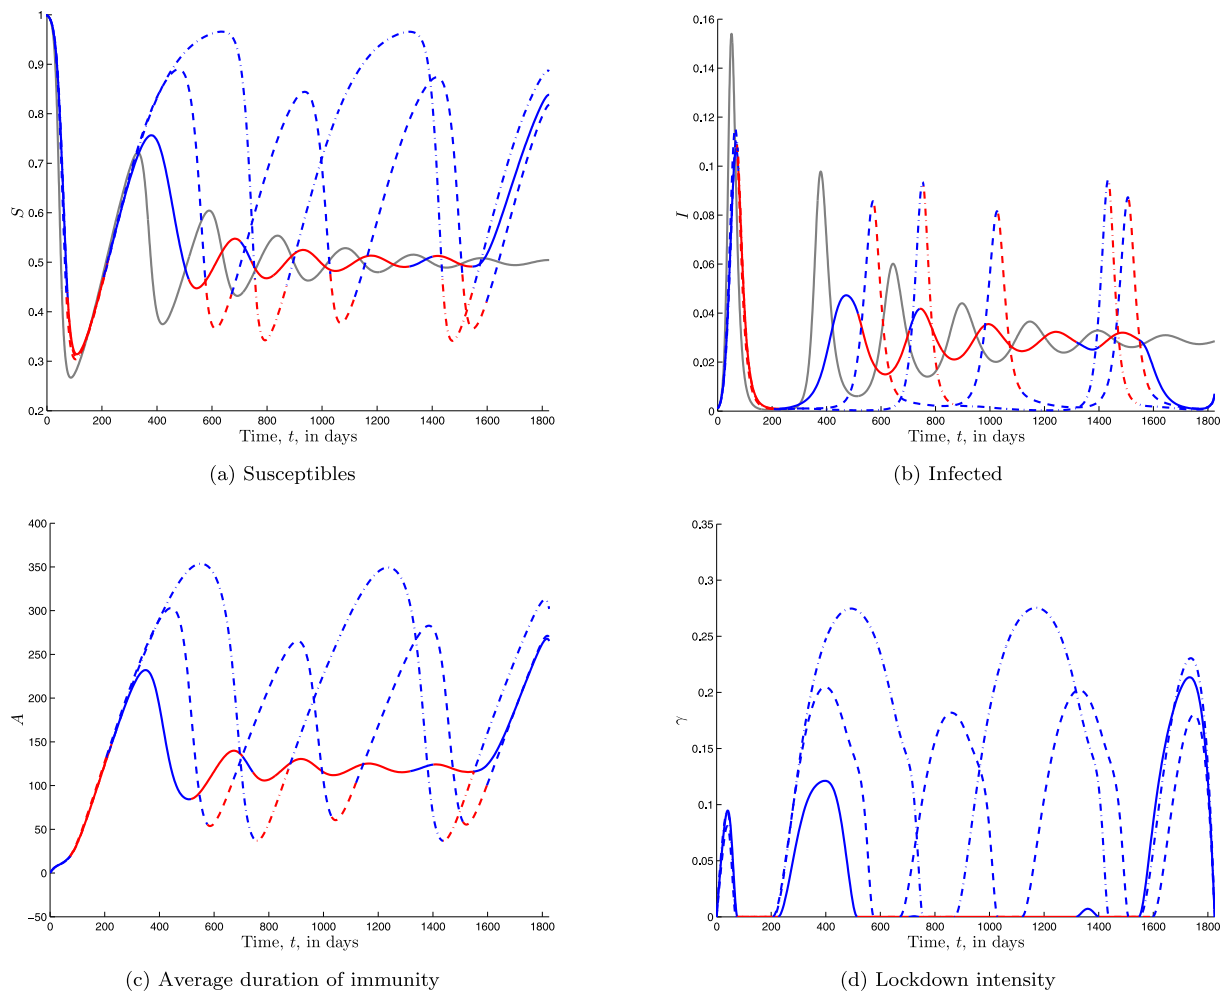 1
0.9
0.8
0.7
0.6
0.5
0.4
0.3
0.2
S
0 200 400 600 800 1000 1200 1400 1600 1800
Time, t, in days
(a) Susceptibles
0.16
0.14
0.12
0.1
0.08
0.06
0.04
0.02
0
I
0 200 400 600 800 1000 1200 1400 1600 1800
Time, t, in days
(b) Infected
400
350
300
250
200
150
100
50
0
−50
A
0 200 400 600 800 1000 1200 1400 1600 1800
Time, t, in days
(c) Average duration of immunity
0.35
0.3
0.25
0.2
0.15
0.1
0.05
0
γ
0 200 400 600 800 1000 1200 1400 1600 1800
Time, t, in days
(d) Lockdown intensity